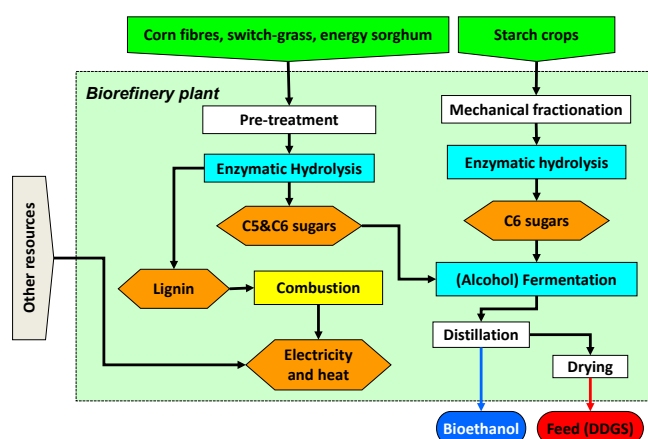 Corn fibres, switch-grass, energy sorghum
Starch crops
Biorefinery plant
Pre-treatment
Mechanical fractionation
Enzymatic Hydrolysis
Enzymatic hydrolysis
C5&C6 sugars
C6 sugars
Other resources
Lignin
Combustion
(Alcohol) Fermentation
Electricity
and heat
Distillation
Drying
Bioethanol
Feed (DDGS)